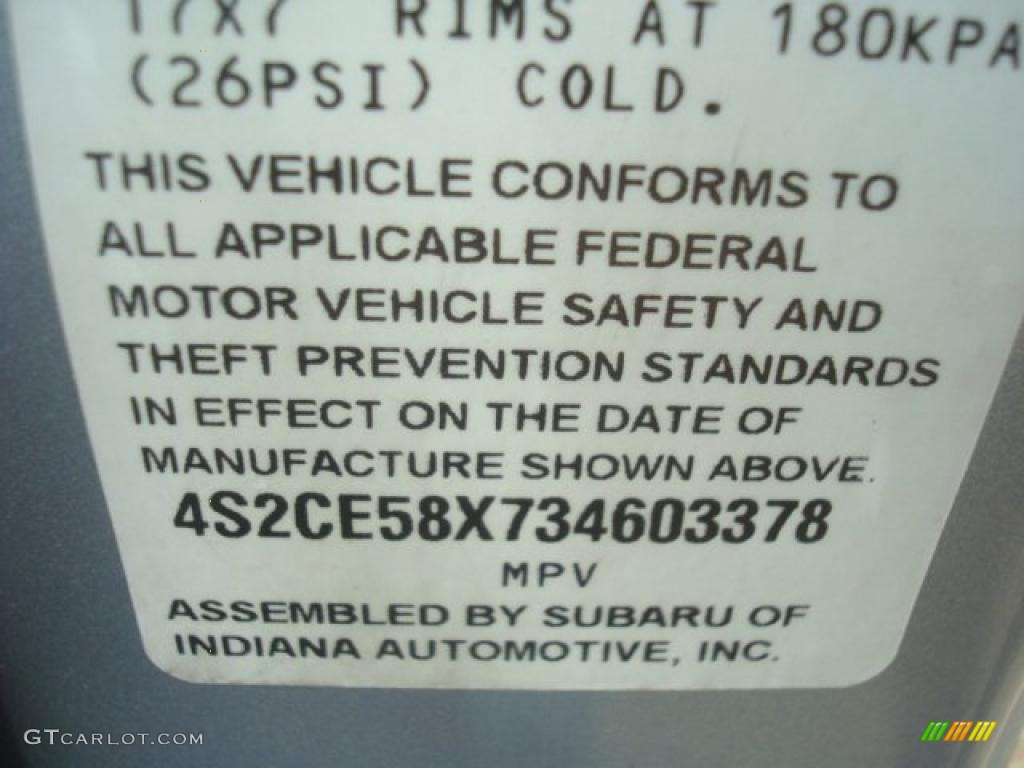 17X7 RIMS AT 180KPA
(26PSI) COLD.
THIS VEHICLE CONFORMS TO
ALL APPLICABLE FEDERAL
MOTOR VEHICLE SAFETY AND
THEFT PREVENTION STANDARDS
IN EFFECT ON THE DATE OF
MANUFACTURE SHOWN ABOVE.
4S2CE58X734603378
MPV
ASSEMBLED BY SUBARU OF
INDIANA AUTOMOTIVE, INC.
GTCARLOT.COM